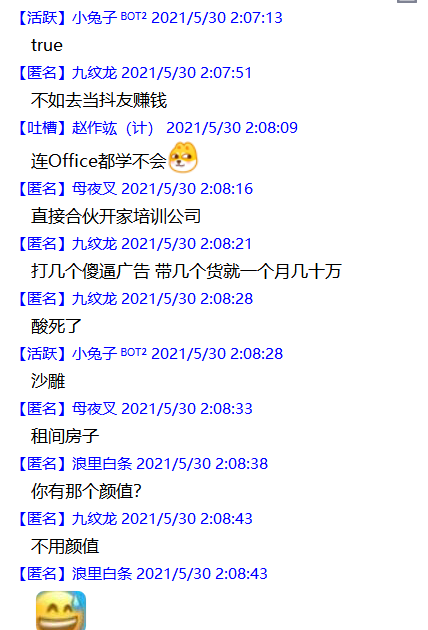 【活跃】小兔子 BOT2 2021/5/30 2:07:13
true
【匿名】九纹龙 2021/5/30 2:07:51
不如去当抖友赚钱
【吐槽】赵作竑（计） 2021/5/30 2:08:09
连Office都学不会
【匿名】母夜叉 2021/5/30 2:08:16
直接合伙开家培训公司
【匿名】九纹龙 2021/5/30 2:08:21
打几个傻逼广告 带几个货就一个月几十万
【匿名】九纹龙 2021/5/30 2:08:28
酸死了
【活跃】小兔子 BOT2 2021/5/30 2:08:28
沙雕
【匿名】母夜叉 2021/5/30 2:08:33
租间房子
【匿名】浪里白条 2021/5/30 2:08:38
你有那个颜值？
【匿名】九纹龙 2021/5/30 2:08:43
不用颜值
【匿名】浪里白条 2021/5/30 2:08:43